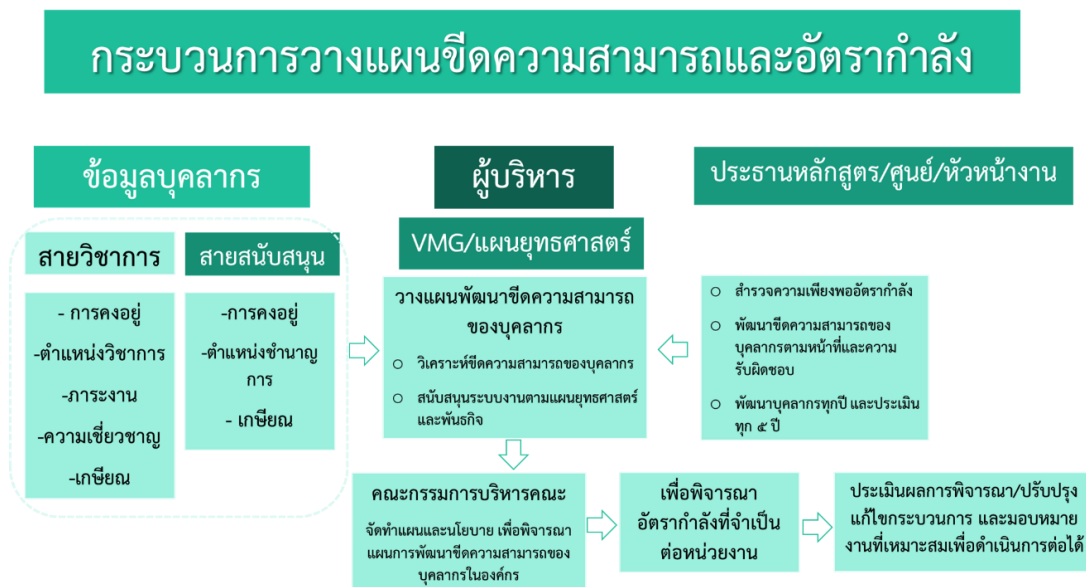 กระบวนการวางแผนขีดความสามารถและอัตรากำลัง
ข้อมูลบุคลากร
สายวิชาการ
- การคงอยู่
-ตำแหน่งวิชาการ
-ภาระงาน
-ความเชี่ยวชาญ
-เกษียณ
สายสนับสนุน
-การคงอยู่
-ตำแหน่งชำนาญ
การ
- เกษียณ
ผู้บริหาร
VMG/แผนยุทธศาสตร์
วางแผนพัฒนาขีดความสามารถ
ของบุคลากร
○ วิเคราะห์ขีดความสามารถของบุคลากร
○ สนับสนุนระบบงานตามแผนยุทธศาสตร์
และพันธกิจ
ประธานหลักสูตร/ศูนย์/หัวหน้างาน
○ สำรวจความเพียงพออัตรากำลัง
○ พัฒนาขีดความสามารถของ
บุคลากรตามหน้าที่และความ
รับผิดชอบ
○ พัฒนาบุคลากรทุกปี และประเมิน
ทุก ๕ ปี
คณะกรรมการบริหารคณะ
จัดทำแผนและนโยบาย เพื่อพิจารณา
แผนการพัฒนาขีดความสามารถของ
บุคลากรในองค์กร
เพื่อพิจารณา
อัตรากำลังที่จำเป็น
ต่อหน่วยงาน
ประเมินผลการพิจารณา/ปรับปรุง
แก้ไขกระบวนการ และมอบหมาย
งานที่เหมาะสมเพื่อดำเนินการต่อได้